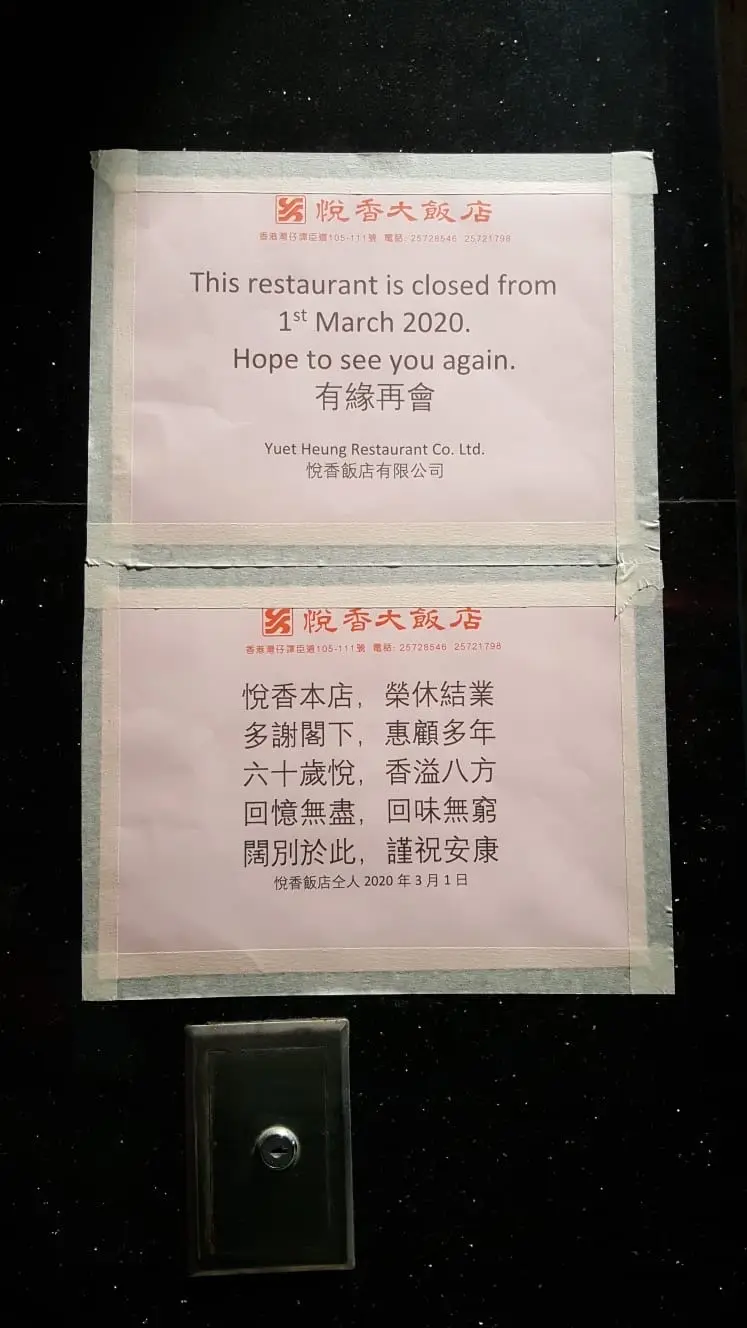 悅香大飯店
香港灣仔譚臣道105-111號 電話: 25728546 25721798
This restaurant is closed from
1st March 2020.
Hope to see you again.
有緣再會
Yuet Heung Restaurant Co. Ltd.
悅香飯店有限公司
悅香大飯店
香港灣仔譚臣道105-111號 電話: 25728546 25721798
悅香本店, 榮休結業
多謝閣下, 惠顧多年
六十歲悅, 香溢八方
回憶無盡, 回味無窮
闊別於此, 謹祝安康
悅香飯店仝人 2020 年 3 月 1 日